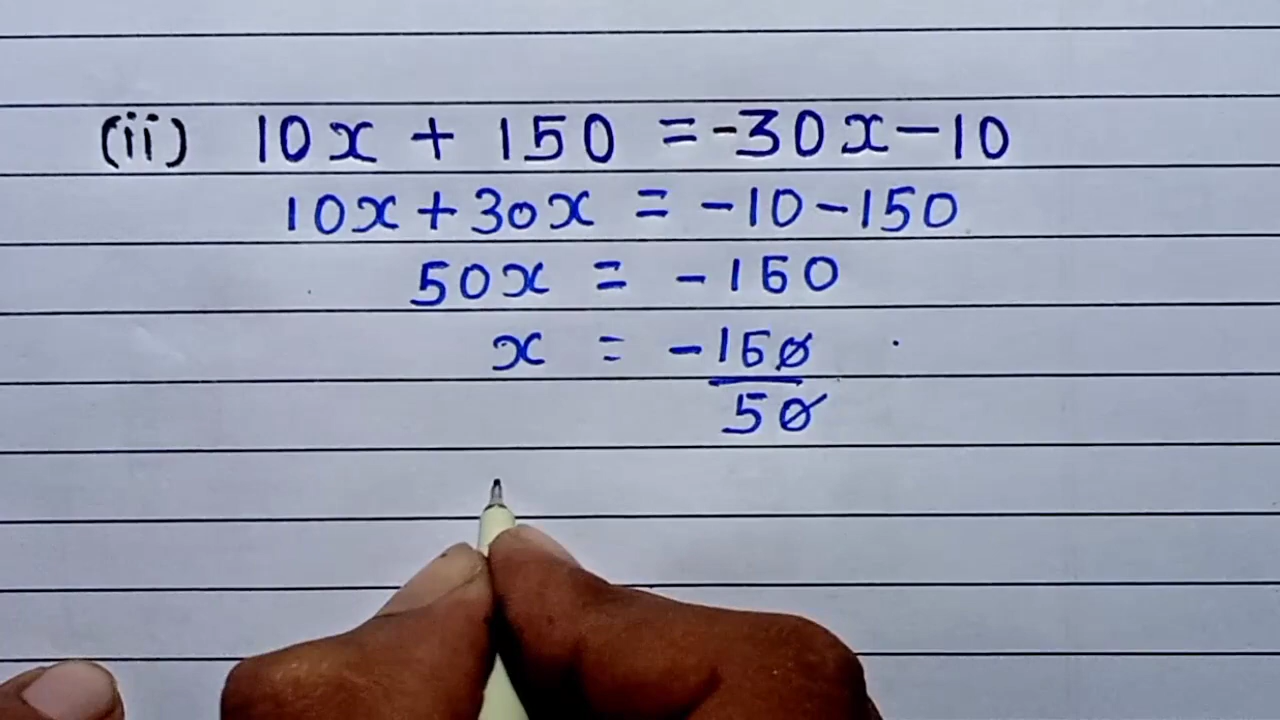 (ii) 10x + 150 = -30x - 10
10x + 30x = -10 - 150
50x = -160
x = -160
50